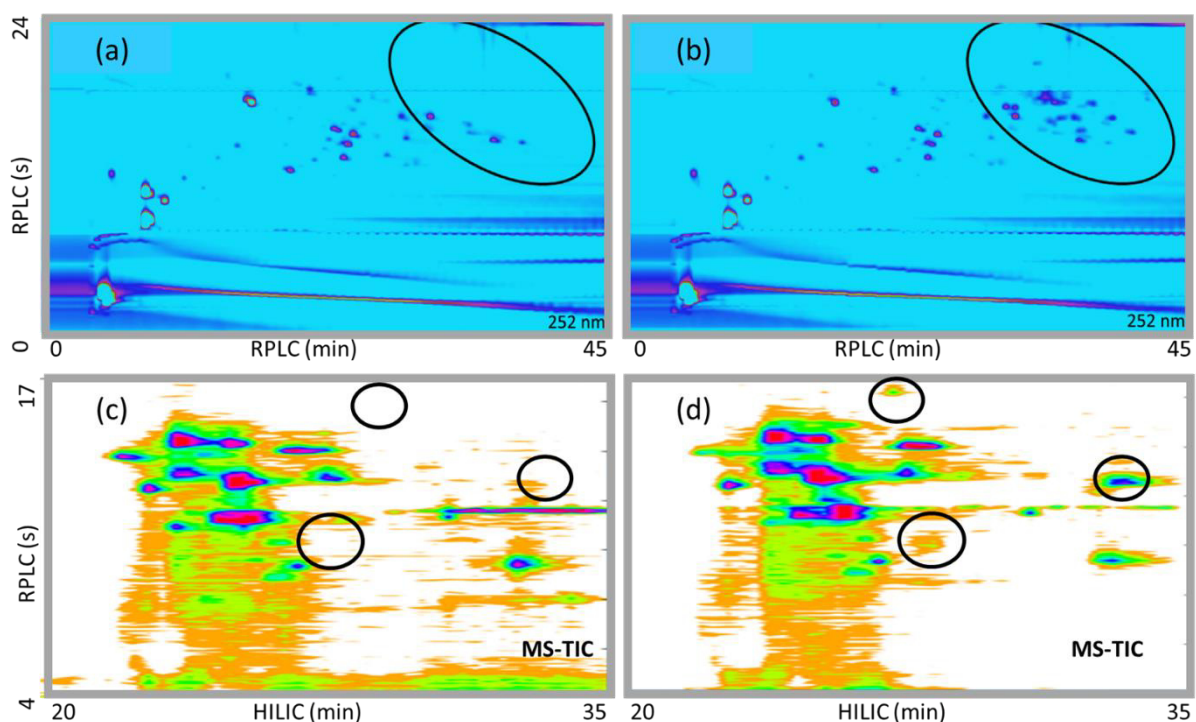 24
RPLC (s)
0
(a)
252 nm
0
RPLC (min)
45
(b)
252 nm
0
RPLC (min)
45
17
RPLC (s)
4
(c)
MS-TIC
20
HILIC (min)
35
(d)
MS-TIC
20
HILIC (min)
35